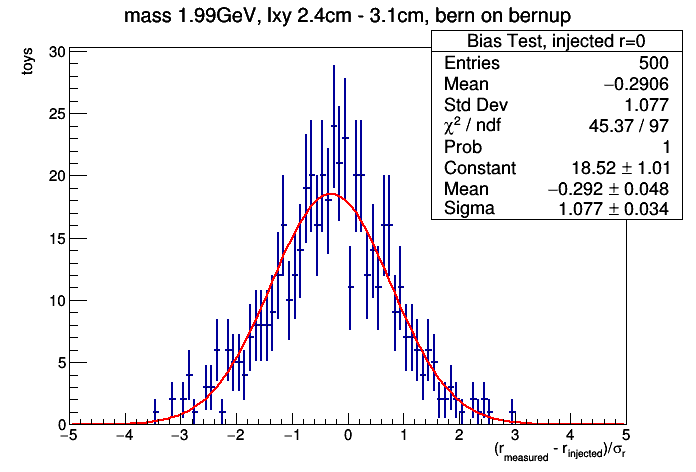 mass 1.99GeV, lxy 2.4cm - 3.1cm, bern on bernup
Bias Test, injected r=0
Entries 500
Mean −0.2906
Std Dev 1.077
χ² / ndf 45.37 / 97
Prob 1
Constant 18.52 ± 1.01
Mean −0.292 ± 0.048
Sigma 1.077 ± 0.034
toys
30
25
20
15
10
5
0
−5 −4 −3 −2 −1 0 1 2 3 4 5
(r_measured - r_injected)/σ_r